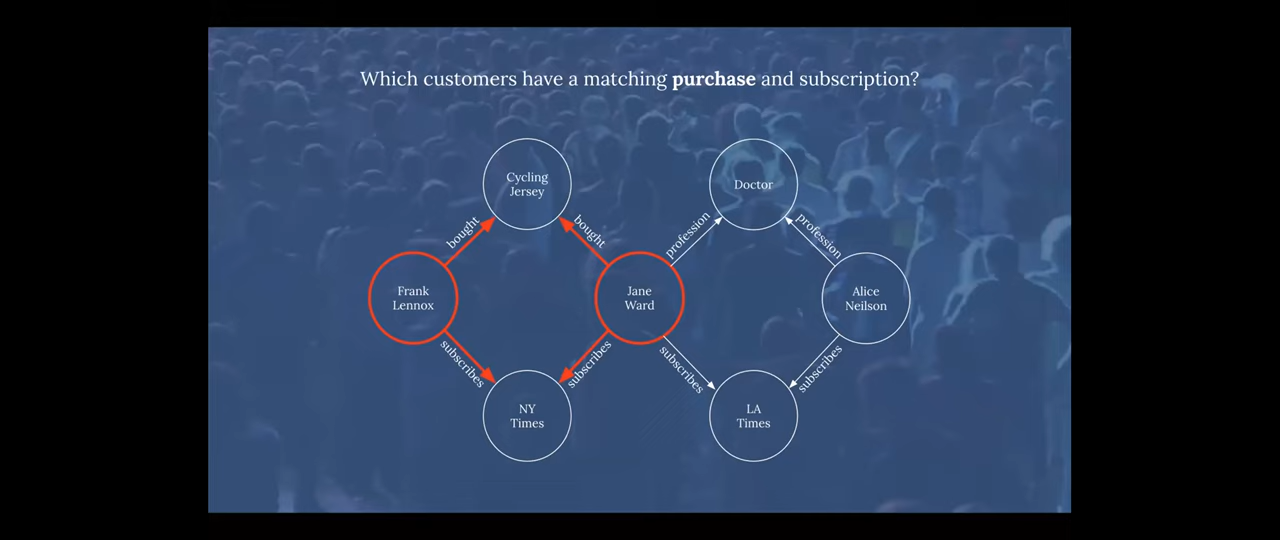 Which customers have a matching purchase and subscription?
Cycling
Jersey
Doctor
bought
bought
profession
profession
Frank
Lennox
Jane
Ward
Alice
Neilson
subscribes
subscribes
subscribes
subscribes
NY
Times
LA
Times